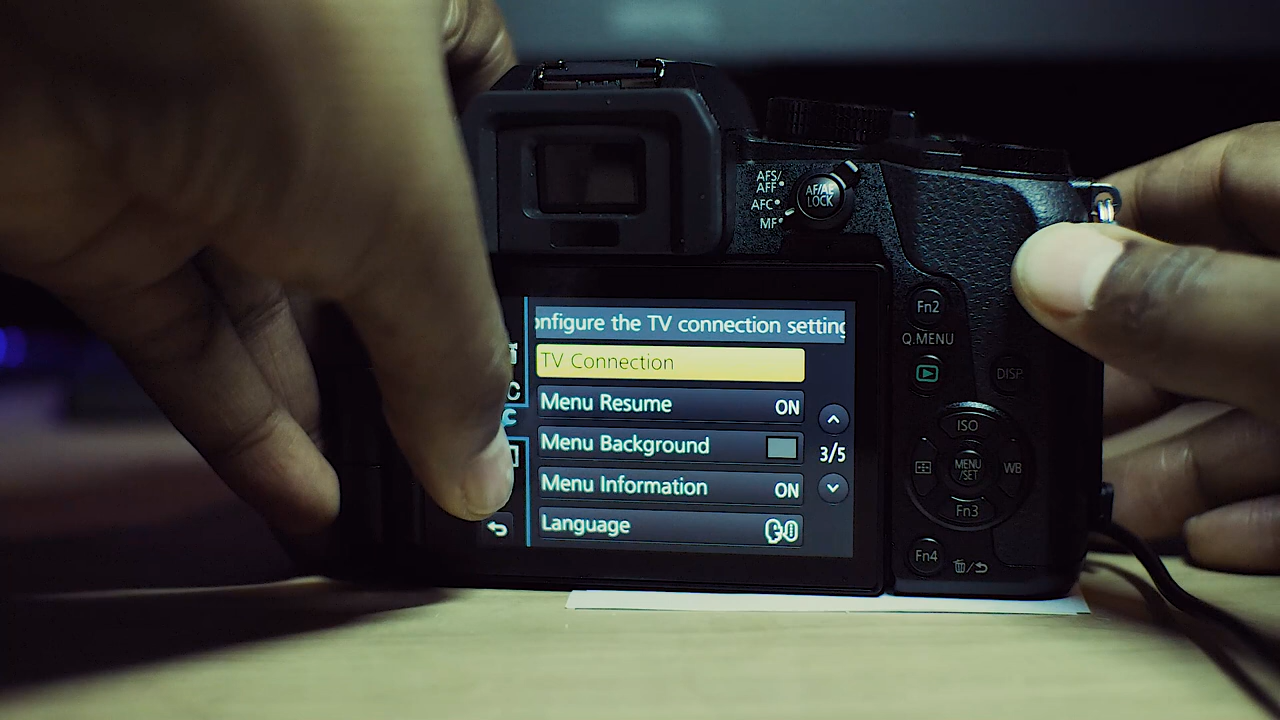 AFS/
AFF
AFC
MF
AF/AE
LOCK
Fn2
Q.MENU
DISP
onfigure the TV connection setting
TV Connection
Menu Resume ON
Menu Background
3/5
Menu Information ON
Language
C
ISO
MENU
/SET
WB
Fn3
Fn4